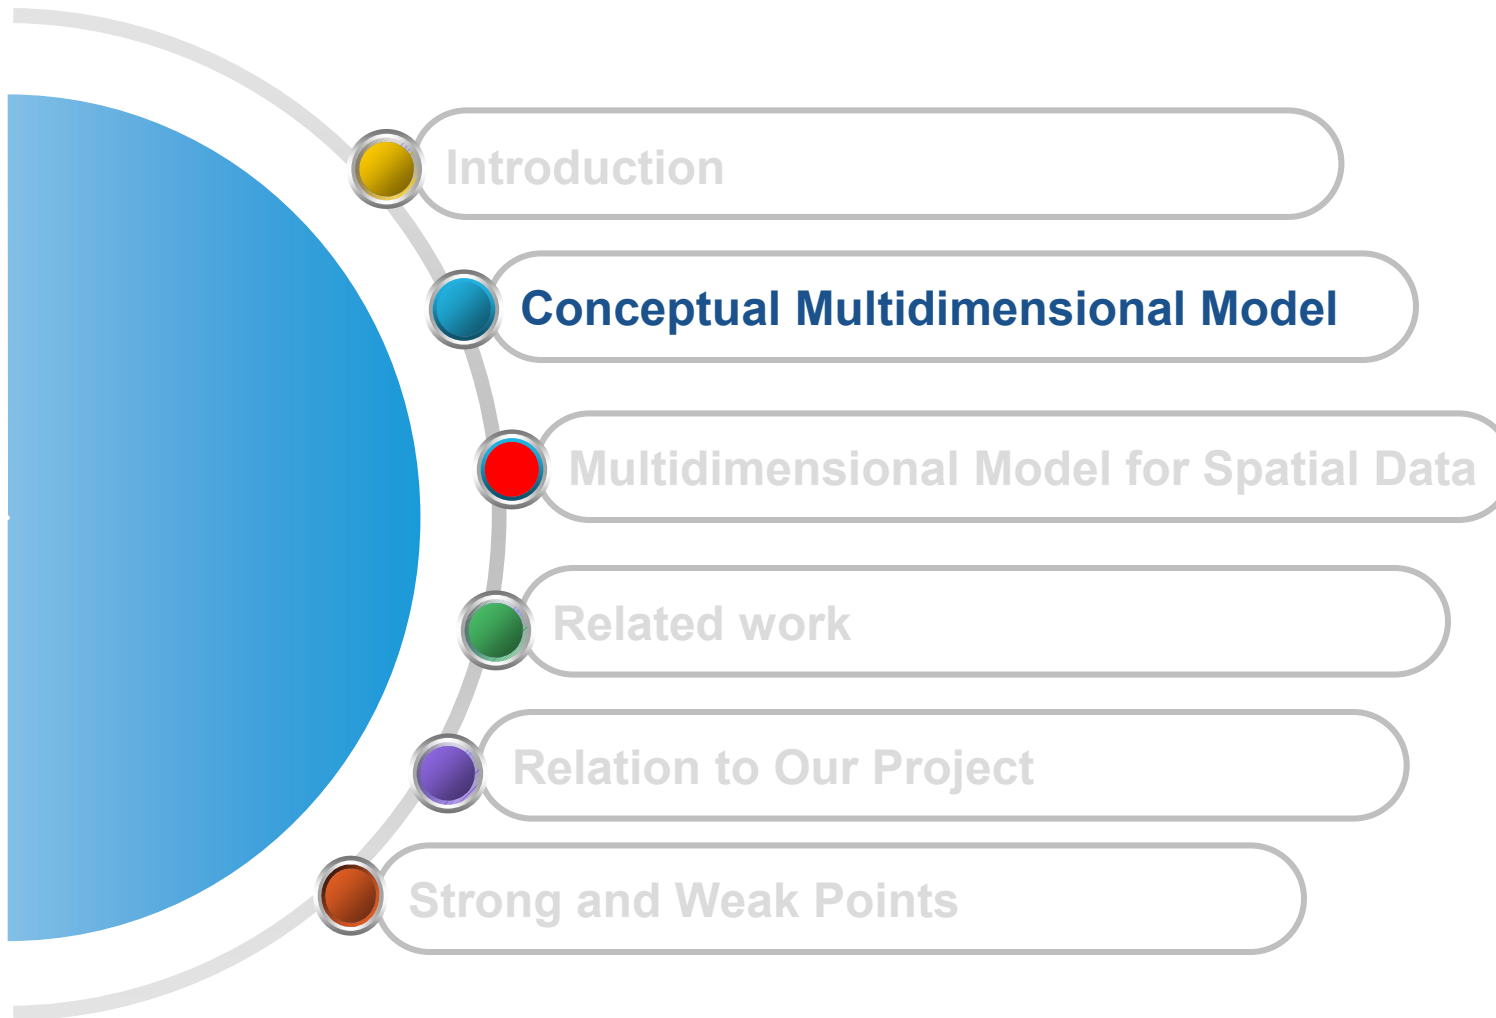 Introduction
Conceptual Multidimensional Model
Multidimensional Model for Spatial Data
Related work
Relation to Our Project
Strong and Weak Points